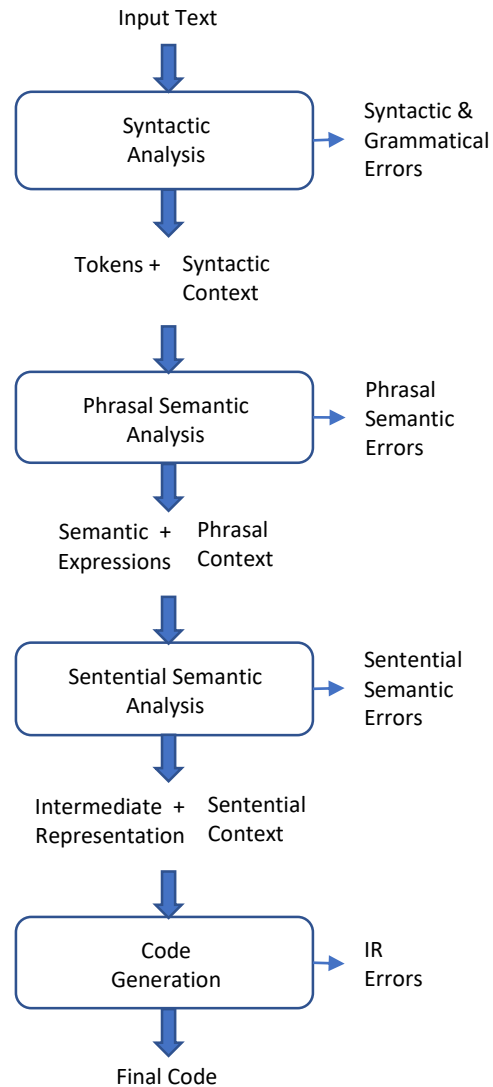 Input Text
Syntactic
Analysis
Syntactic &
Grammatical
Errors
Tokens + Syntactic
Context
Phrasal Semantic
Analysis
Phrasal
Semantic
Errors
Semantic + Phrasal
Expressions Context
Sentential Semantic
Analysis
Sentential
Semantic
Errors
Intermediate + Sentential
Representation Context
Code
Generation
IR
Errors
Final Code